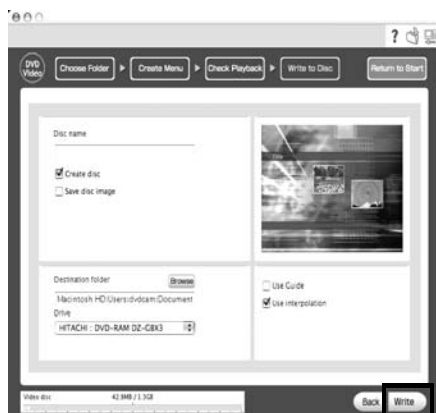 ?
DVD Video
Choose Folder
Create Menu
Check Playback
Write to Disc
Return to Start
Disc name
Create disc
Save disc image
Title
Destination folder
Browse
Macintosh HD:Users:dvdcam:Document
Drive
HITACHI : DVD-RAM DZ-GBX3
Use Guide
Use interpolation
Video disc
42.9MB / 1.3GB
Back
Write